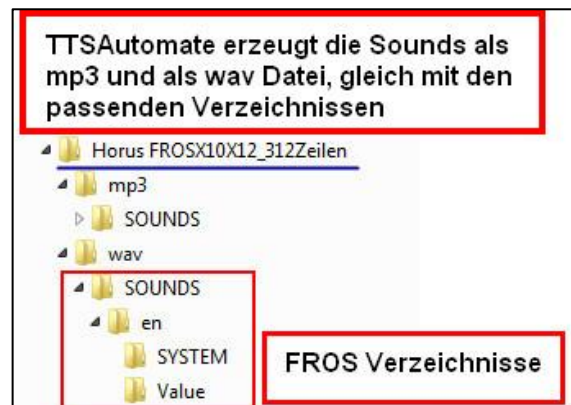 TTSAutomate erzeugt die Sounds als
mp3 und als wav Datei, gleich mit den
passenden Verzeichnissen
Horus FROSX10X12_312Zeilen
mp3
SOUNDS
wav
SOUNDS
en
SYSTEM
FROS Verzeichnisse
Value